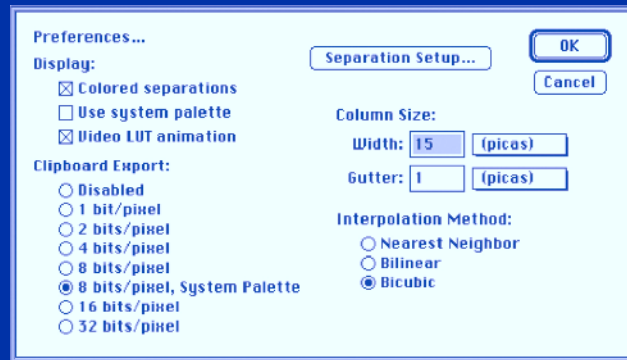 Preferences...
Display:
Colored separations
Use system palette
Video LUT animation
Clipboard Export:
Disabled
1 bit/pixel
2 bits/pixel
4 bits/pixel
8 bits/pixel
8 bits/pixel, System Palette
16 bits/pixel
32 bits/pixel
Separation Setup...
OK
Cancel
Column Size:
Width: 15 (picas)
Gutter: 1 (picas)
Interpolation Method:
Nearest Neighbor
Bilinear
Bicubic